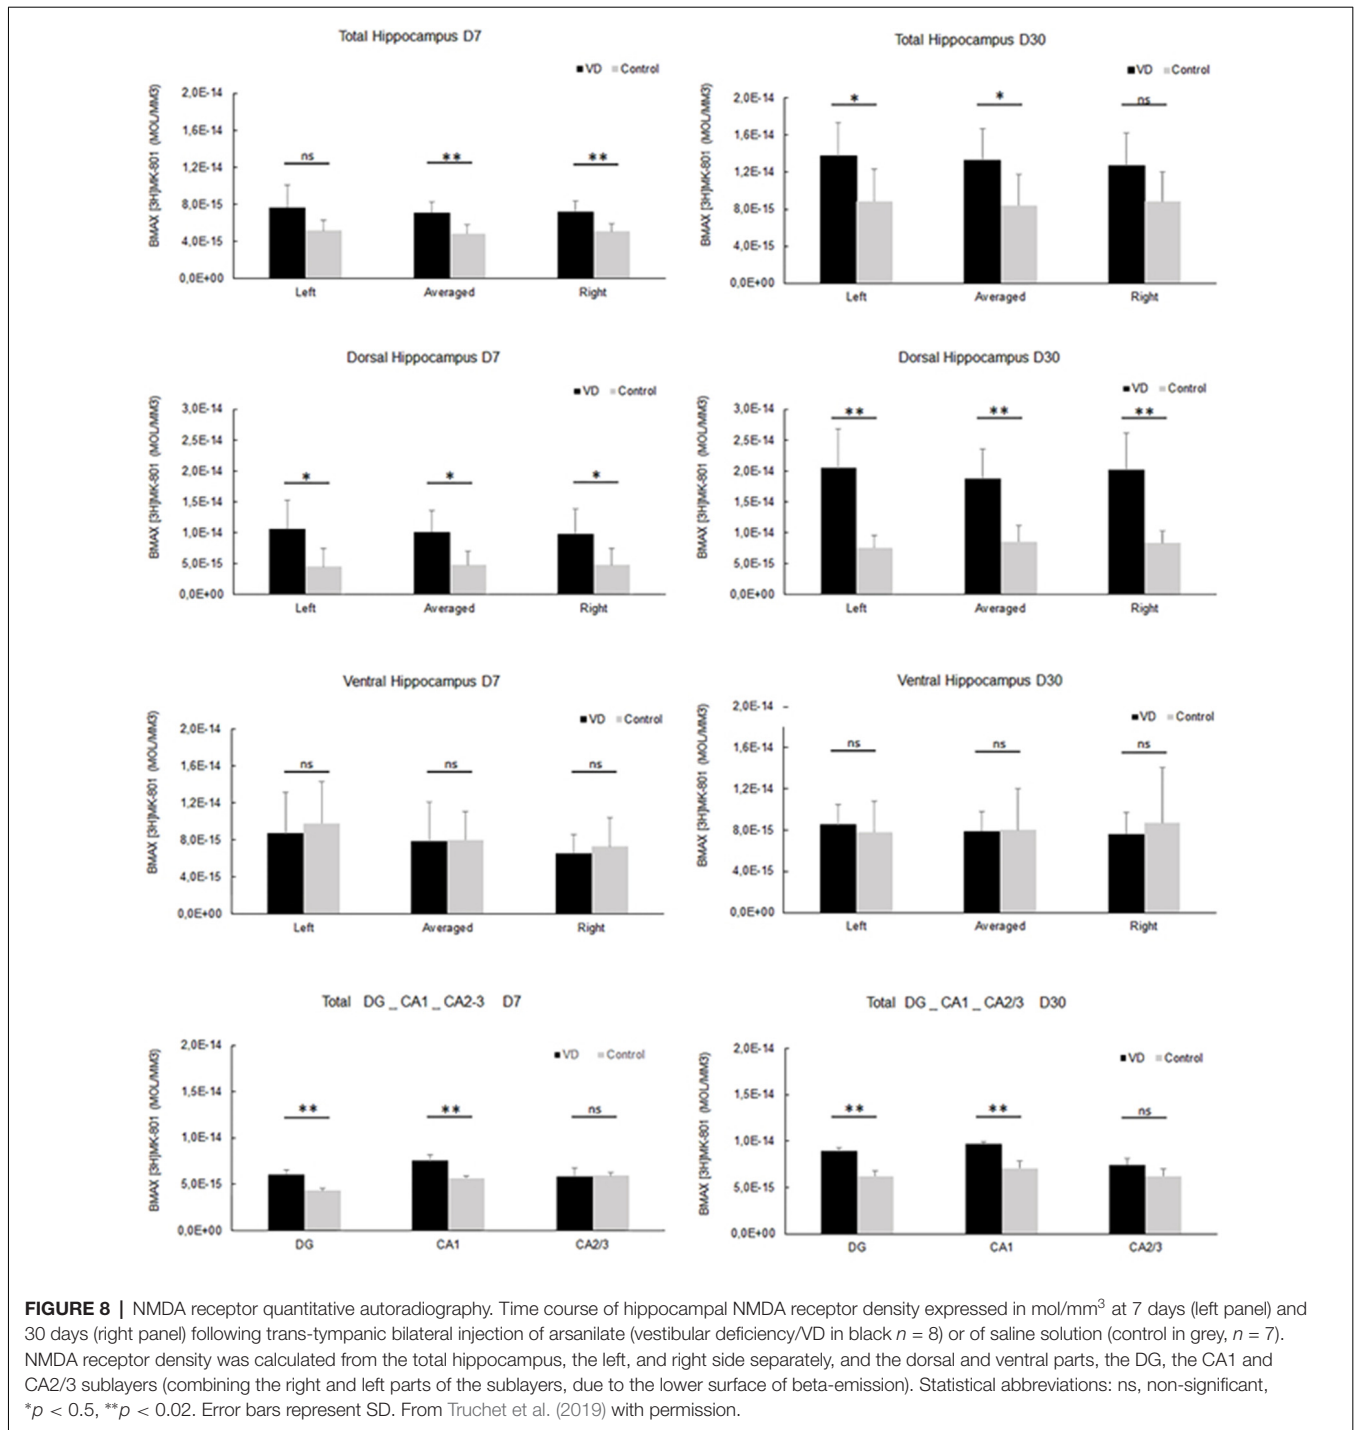 Total Hippocampus D7
■VD ■Control
BMAX [3H]MK-801 (MOL/MM3)
2,0E-14
1,6E-14
1,2E-14
8,0E-15
4,0E-15
0,0E+00
ns
**
**
Left
Averaged
Right
Total Hippocampus D30
■VD ■Control
BMAX [3H]MK-801 (MOL/MM3)
2,0E-14
1,6E-14
1,2E-14
8,0E-15
4,0E-15
0,0E+00
*
*
ns
Left
Averaged
Right
Dorsal Hippocampus D7
■VD ■Control
BMAX [3H]MK-801 (MOL/MM3)
3,0E-14
2,5E-14
2,0E-14
1,5E-14
1,0E-14
5,0E-15
0,0E+00
*
*
*
Left
Averaged
Right
Dorsal Hippocampus D30
■VD ■Control
BMAX [3H]MK-801 (MOL/MM3)
3,0E-14
2,5E-14
2,0E-14
1,5E-14
1,0E-14
5,0E-15
0,0E+00
**
**
**
Left
Averaged
Right
Ventral Hippocampus D7
■VD ■Control
BMAX [3H]MK-801 (MOL/MM3)
2,0E-14
1,6E-14
1,2E-14
8,0E-15
4,0E-15
0,0E+00
ns
ns
ns
Left
Averaged
Right
Ventral Hippocampus D30
■VD ■Control
BMAX [3H]MK-801 (MOL/MM3)
2,0E-14
1,6E-14
1,2E-14
8,0E-15
4,0E-15
0,0E+00
ns
ns
ns
Left
Averaged
Right
Total DG _ CA1 _ CA2-3 D7
■VD ■Control
BMAX [3H]MK-801 (MOL/MM3)
2,0E-14
1,5E-14
1,0E-14
5,0E-15
0,0E+00
**
**
ns
DG
CA1
CA2/3
Total DG _ CA1 _ CA2/3 D30
■VD ■Control
BMAX [3H]MK-801 (MOL/MM3)
2,0E-14
1,5E-14
1,0E-14
5,0E-15
0,0E+00
**
**
ns
DG
CA1
CA2/3
FIGURE 8 | NMDA receptor quantitative autoradiography. Time course of hippocampal NMDA receptor density expressed in mol/mm³ at 7 days (left panel) and
30 days (right panel) following trans-tympanic bilateral injection of arsanilate (vestibular deficiency/VD in black n = 8) or of saline solution (control in grey, n = 7).
NMDA receptor density was calculated from the total hippocampus, the left, and right side separately, and the dorsal and ventral parts, the DG, the CA1 and
CA2/3 sublayers (combining the right and left parts of the sublayers, due to the lower surface of beta-emission). Statistical abbreviations: ns, non-significant,
*p < 0.5, **p < 0.02. Error bars represent SD. From Truchet et al. (2019) with permission.